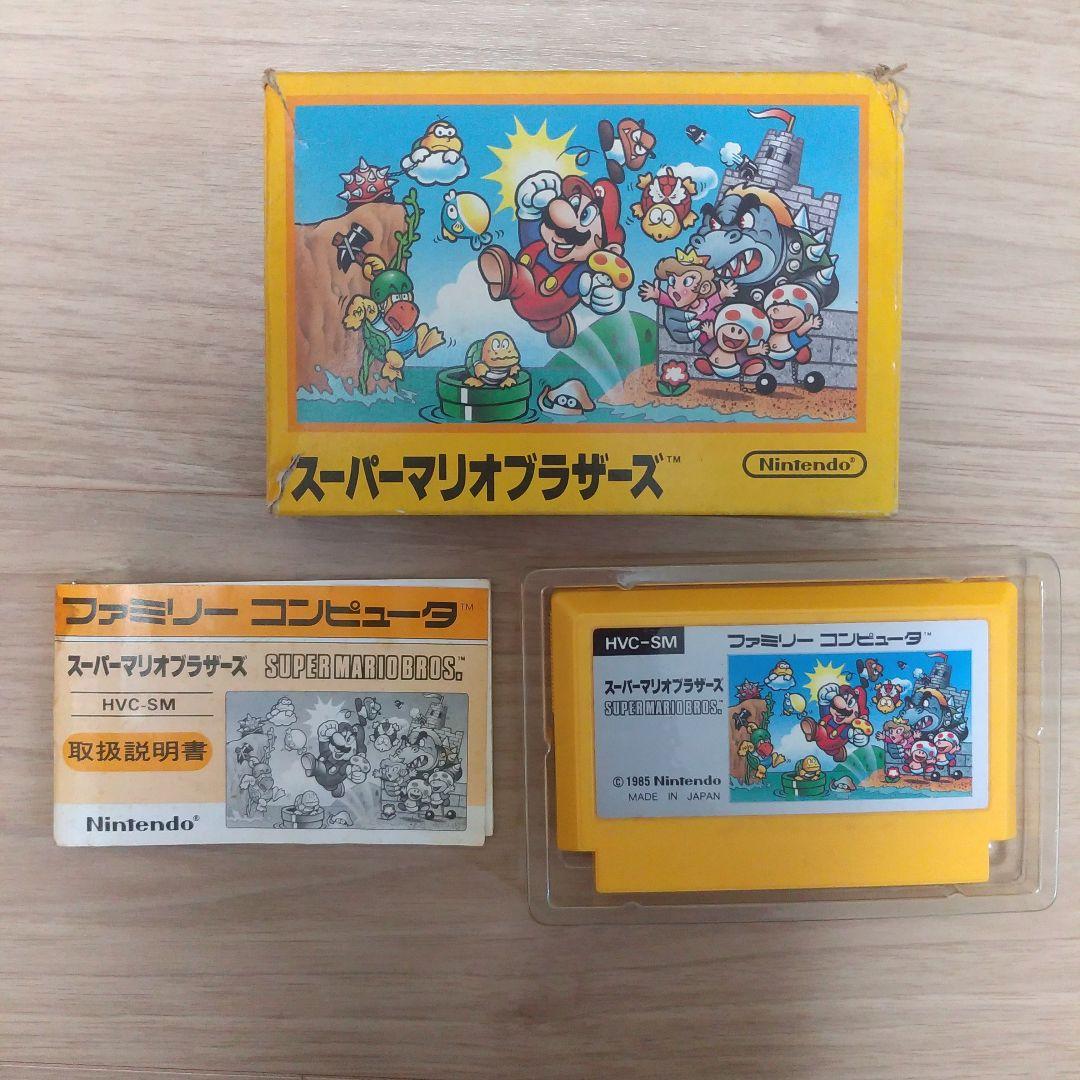 スーパーマリオブラザーズ™
Nintendo®
ファミリー コンピュータ™
スーパーマリオブラザーズ SUPER MARIO BROS.™
HVC-SM
取扱説明書
Nintendo®
HVC-SM ファミリー コンピュータ™
スーパーマリオブラザーズ
SUPER MARIO BROS.™
© 1985 Nintendo
MADE IN JAPAN